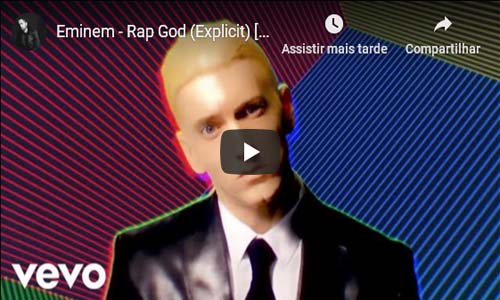 Eminem - Rap God (Explicit) [...
Assistir mais tarde
Compartilhar
vevo